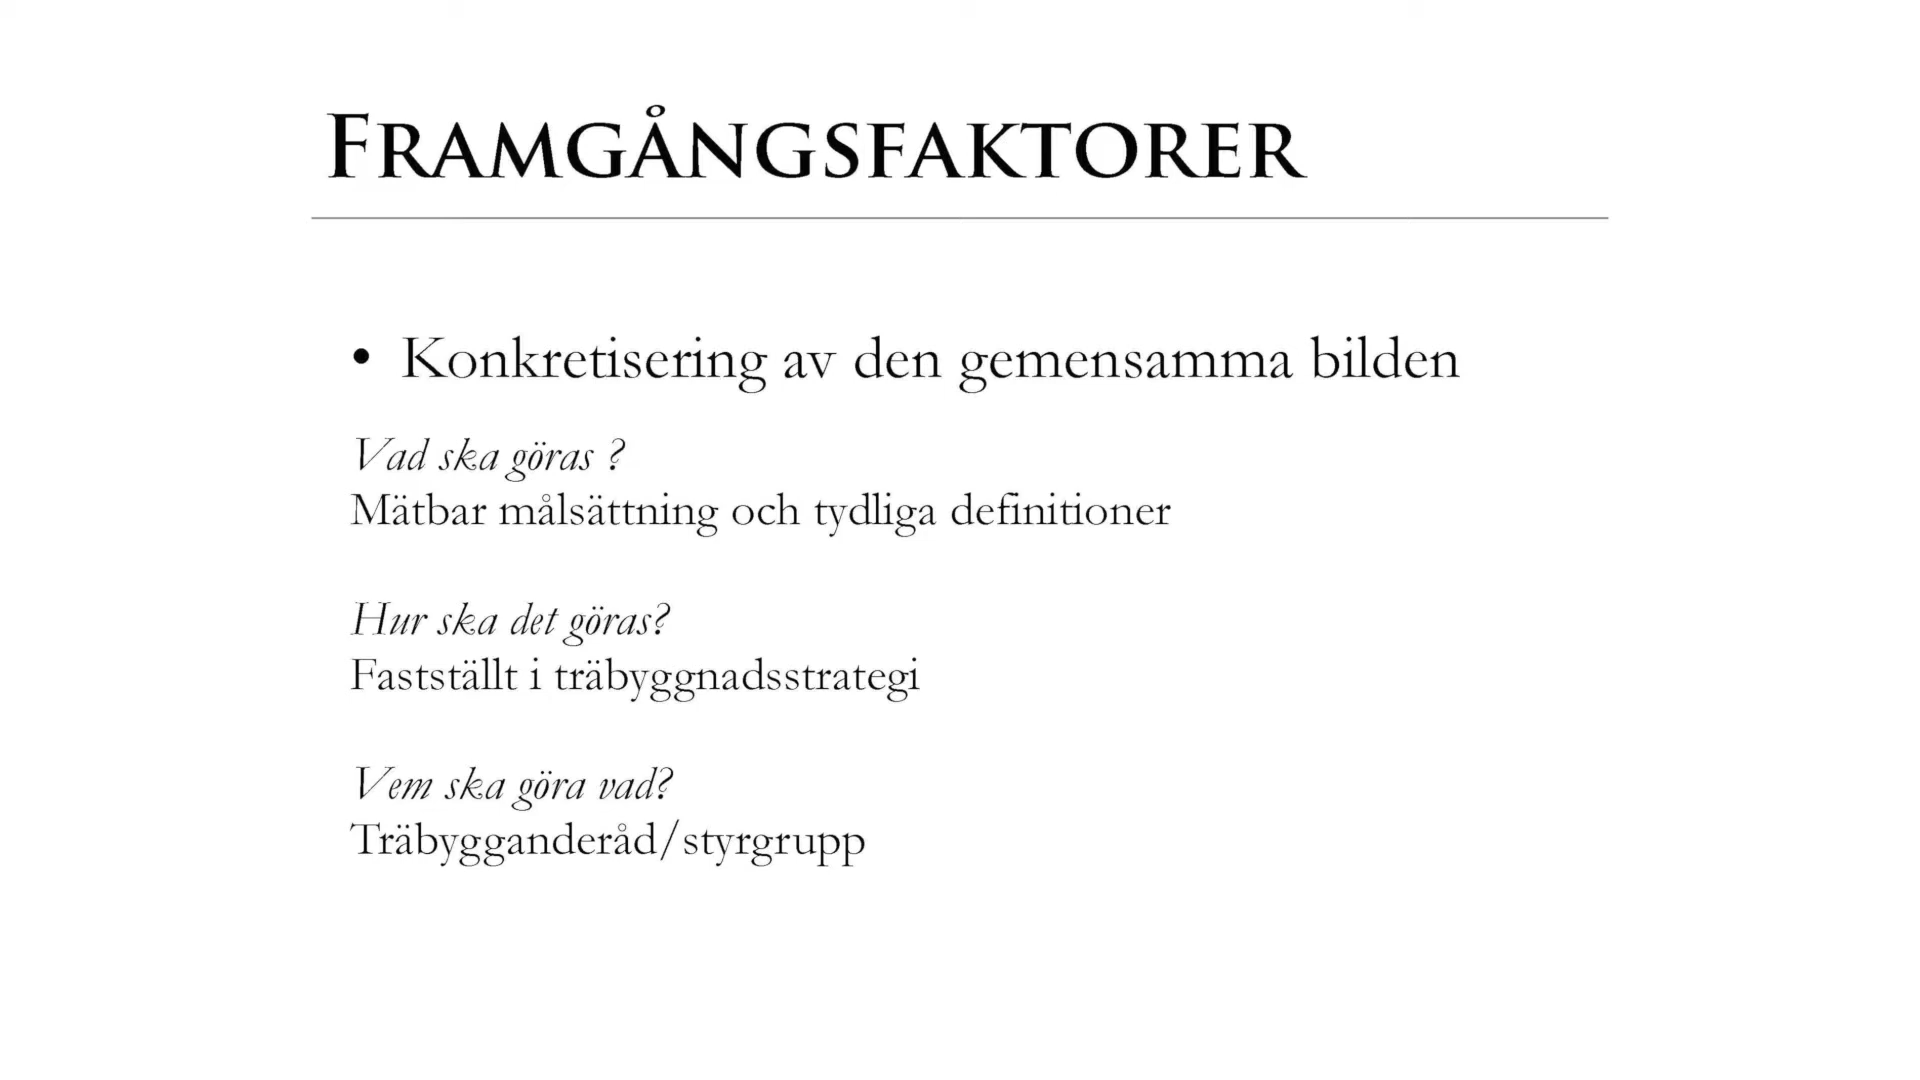 Framgångsfaktorer
• Konkretisering av den gemensamma bilden
Vad ska göras ?
Mätbar målsättning och tydliga definitioner
Hur ska det göras?
Fastställt i träbyggnadsstrategi
Vem ska göra vad?
Träbygganderåd/styrgrupp